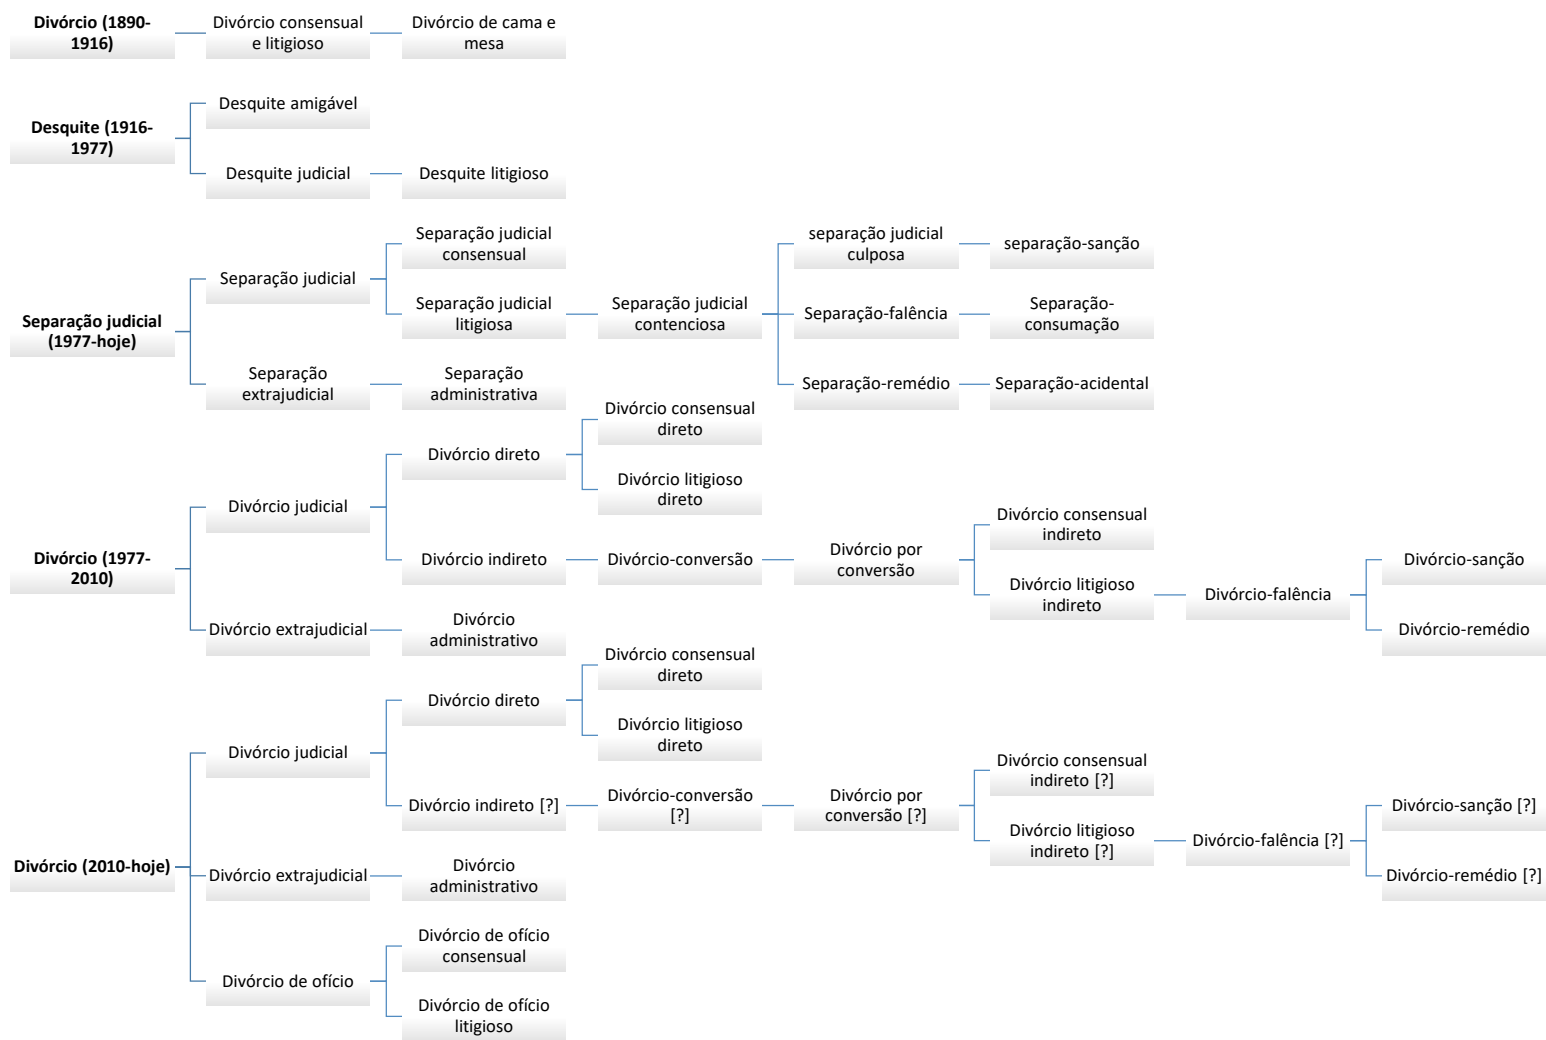 Divórcio (1890-
1916)
Divórcio consensual
e litigioso
Divórcio de cama e
mesa
Desquite (1916-
1977)
Desquite amigável
Desquite judicial
Desquite litigioso
Separação judicial
(1977-hoje)
Separação judicial
Separação judicial
consensual
Separação judicial
litigiosa
Separação judicial
contenciosa
separação judicial
culposa
separação-sanção
Separação-falência
Separação-
consumação
Separação-remédio
Separação-acidental
Separação
extrajudicial
Separação
administrativa
Divórcio (1977-
2010)
Divórcio judicial
Divórcio direto
Divórcio consensual
direto
Divórcio litigioso
direto
Divórcio indireto
Divórcio-conversão
Divórcio por
conversão
Divórcio consensual
indireto
Divórcio litigioso
indireto
Divórcio-falência
Divórcio-sanção
Divórcio-remédio
Divórcio extrajudicial
Divórcio
administrativo
Divórcio (2010-hoje)
Divórcio judicial
Divórcio direto
Divórcio consensual
direto
Divórcio litigioso
direto
Divórcio indireto [?]
Divórcio-conversão
[?]
Divórcio por
conversão [?]
Divórcio consensual
indireto [?]
Divórcio litigioso
indireto [?]
Divórcio-falência [?]
Divórcio-sanção [?]
Divórcio-remédio [?]
Divórcio extrajudicial
Divórcio
administrativo
Divórcio de ofício
Divórcio de ofício
consensual
Divórcio de ofício
litigioso